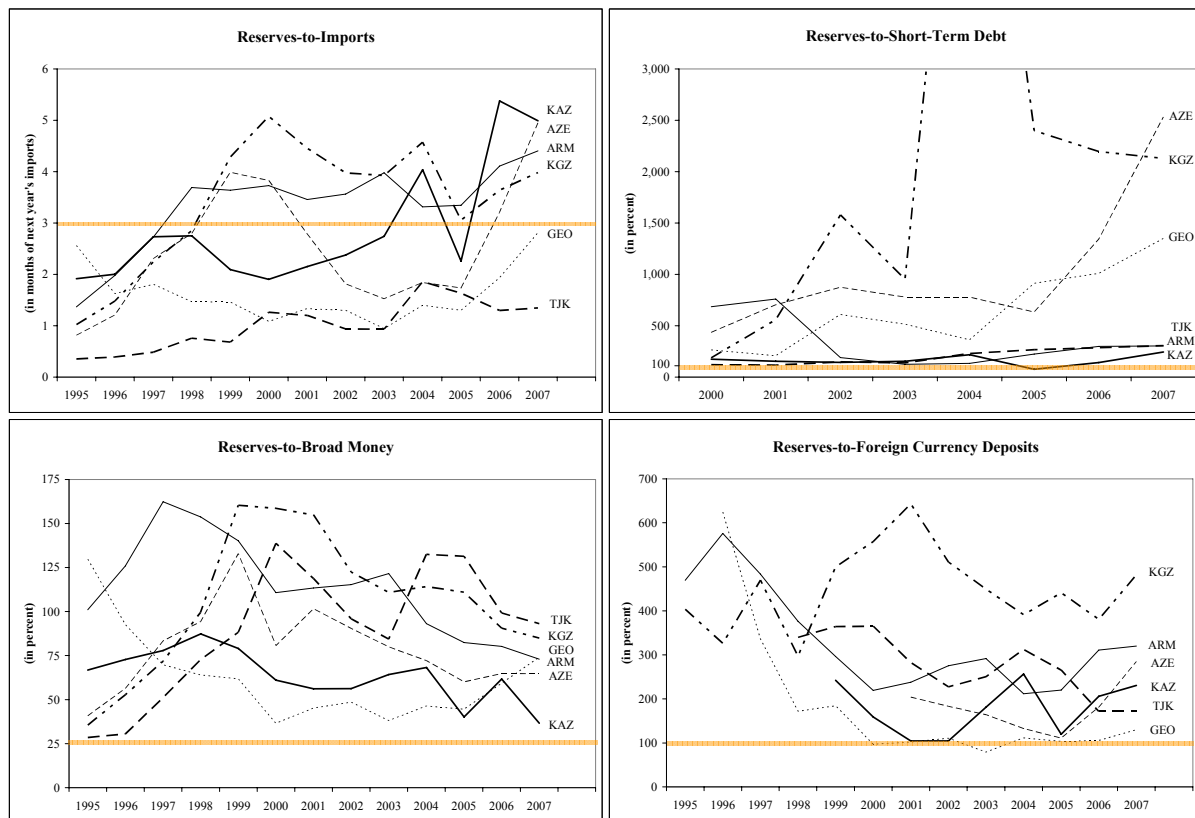 Reserves-to-Imports
(in months of next year's imports)
6
5
4
3
2
1
0
KAZ
AZE
ARM
KGZ
GEO
TJK
1995 1996 1997 1998 1999 2000 2001 2002 2003 2004 2005 2006 2007
Reserves-to-Short-Term Debt
(in percent)
3,000
2,500
2,000
1,500
1,000
500
100
0
AZE
KGZ
GEO
TJK
ARM
KAZ
2000 2001 2002 2003 2004 2005 2006 2007
Reserves-to-Broad Money
(in percent)
175
150
125
100
75
50
25
0
TJK
KGZ
GEO
ARM
AZE
KAZ
1995 1996 1997 1998 1999 2000 2001 2002 2003 2004 2005 2006 2007
Reserves-to-Foreign Currency Deposits
(in percent)
700
600
500
400
300
200
100
0
KGZ
ARM
AZE
KAZ
TJK
GEO
1995 1996 1997 1998 1999 2000 2001 2002 2003 2004 2005 2006 2007